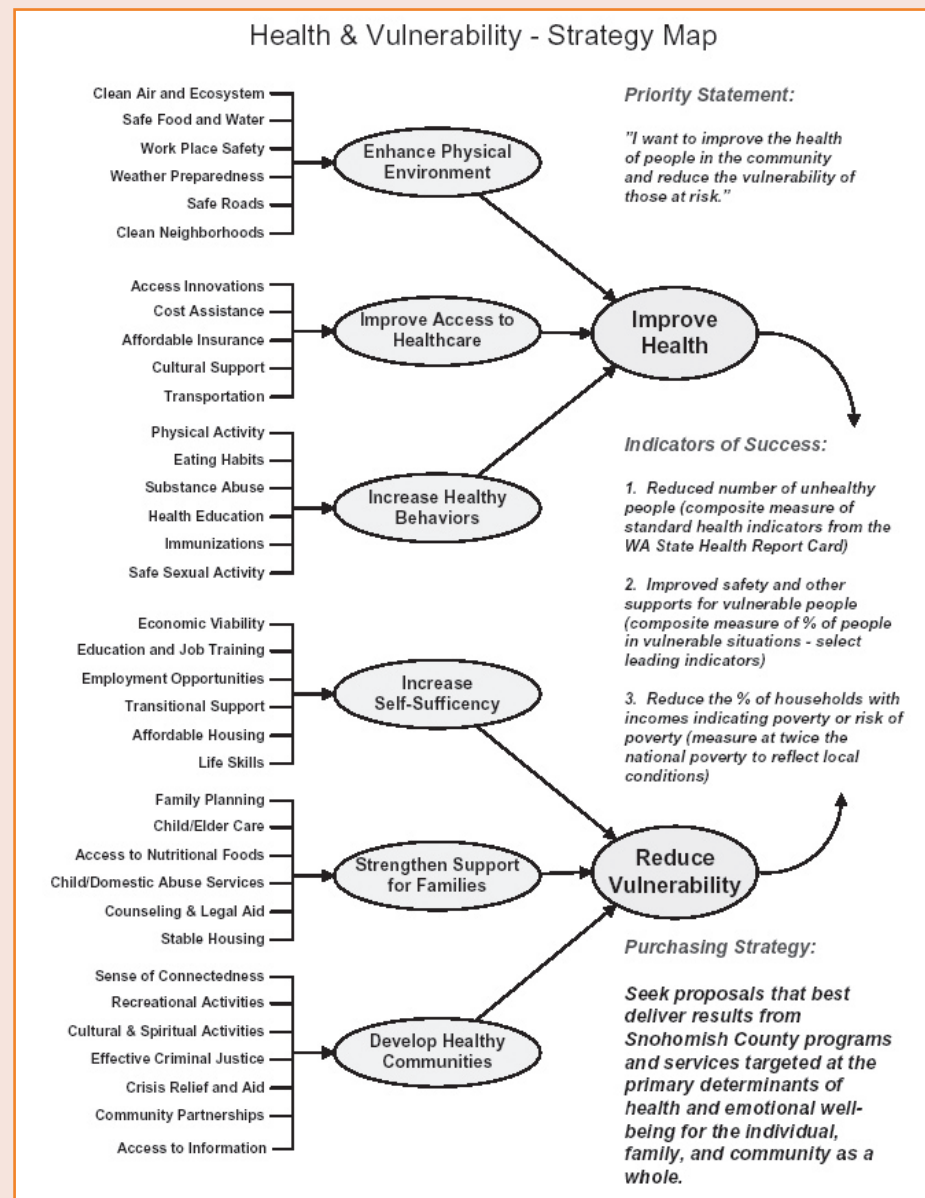 Health & Vulnerability - Strategy Map
Clean Air and Ecosystem
Safe Food and Water
Work Place Safety
Weather Preparedness
Safe Roads
Clean Neighborhoods
Enhance Physical
Environment
Access Innovations
Cost Assistance
Affordable Insurance
Cultural Support
Transportation
Improve Access to
Healthcare
Physical Activity
Eating Habits
Substance Abuse
Health Education
Immunizations
Safe Sexual Activity
Increase Healthy
Behaviors
Improve
Health
Economic Viability
Education and Job Training
Employment Opportunities
Transitional Support
Affordable Housing
Life Skills
Increase
Self-Sufficency
Family Planning
Child/Elder Care
Access to Nutritional Foods
Child/Domestic Abuse Services
Counseling & Legal Aid
Stable Housing
Strengthen Support
for Families
Sense of Connectedness
Recreational Activities
Cultural & Spiritual Activities
Effective Criminal Justice
Crisis Relief and Aid
Community Partnerships
Access to Information
Develop Healthy
Communities
Reduce
Vulnerability
Priority Statement:
"I want to improve the health
of people in the community
and reduce the vulnerability of
those at risk."
Indicators of Success:
1. Reduced number of unhealthy
people (composite measure of
standard health indicators from the
WA State Health Report Card)
2. Improved safety and other
supports for vulnerable people
(composite measure of % of people
in vulnerable situations - select
leading indicators)
3. Reduce the % of households with
incomes indicating poverty or risk of
poverty (measure at twice the
national poverty to reflect local
conditions)
Purchasing Strategy:
Seek proposals that best
deliver results from
Snohomish County programs
and services targeted at the
primary determinants of
health and emotional well-
being for the individual,
family, and community as a
whole.